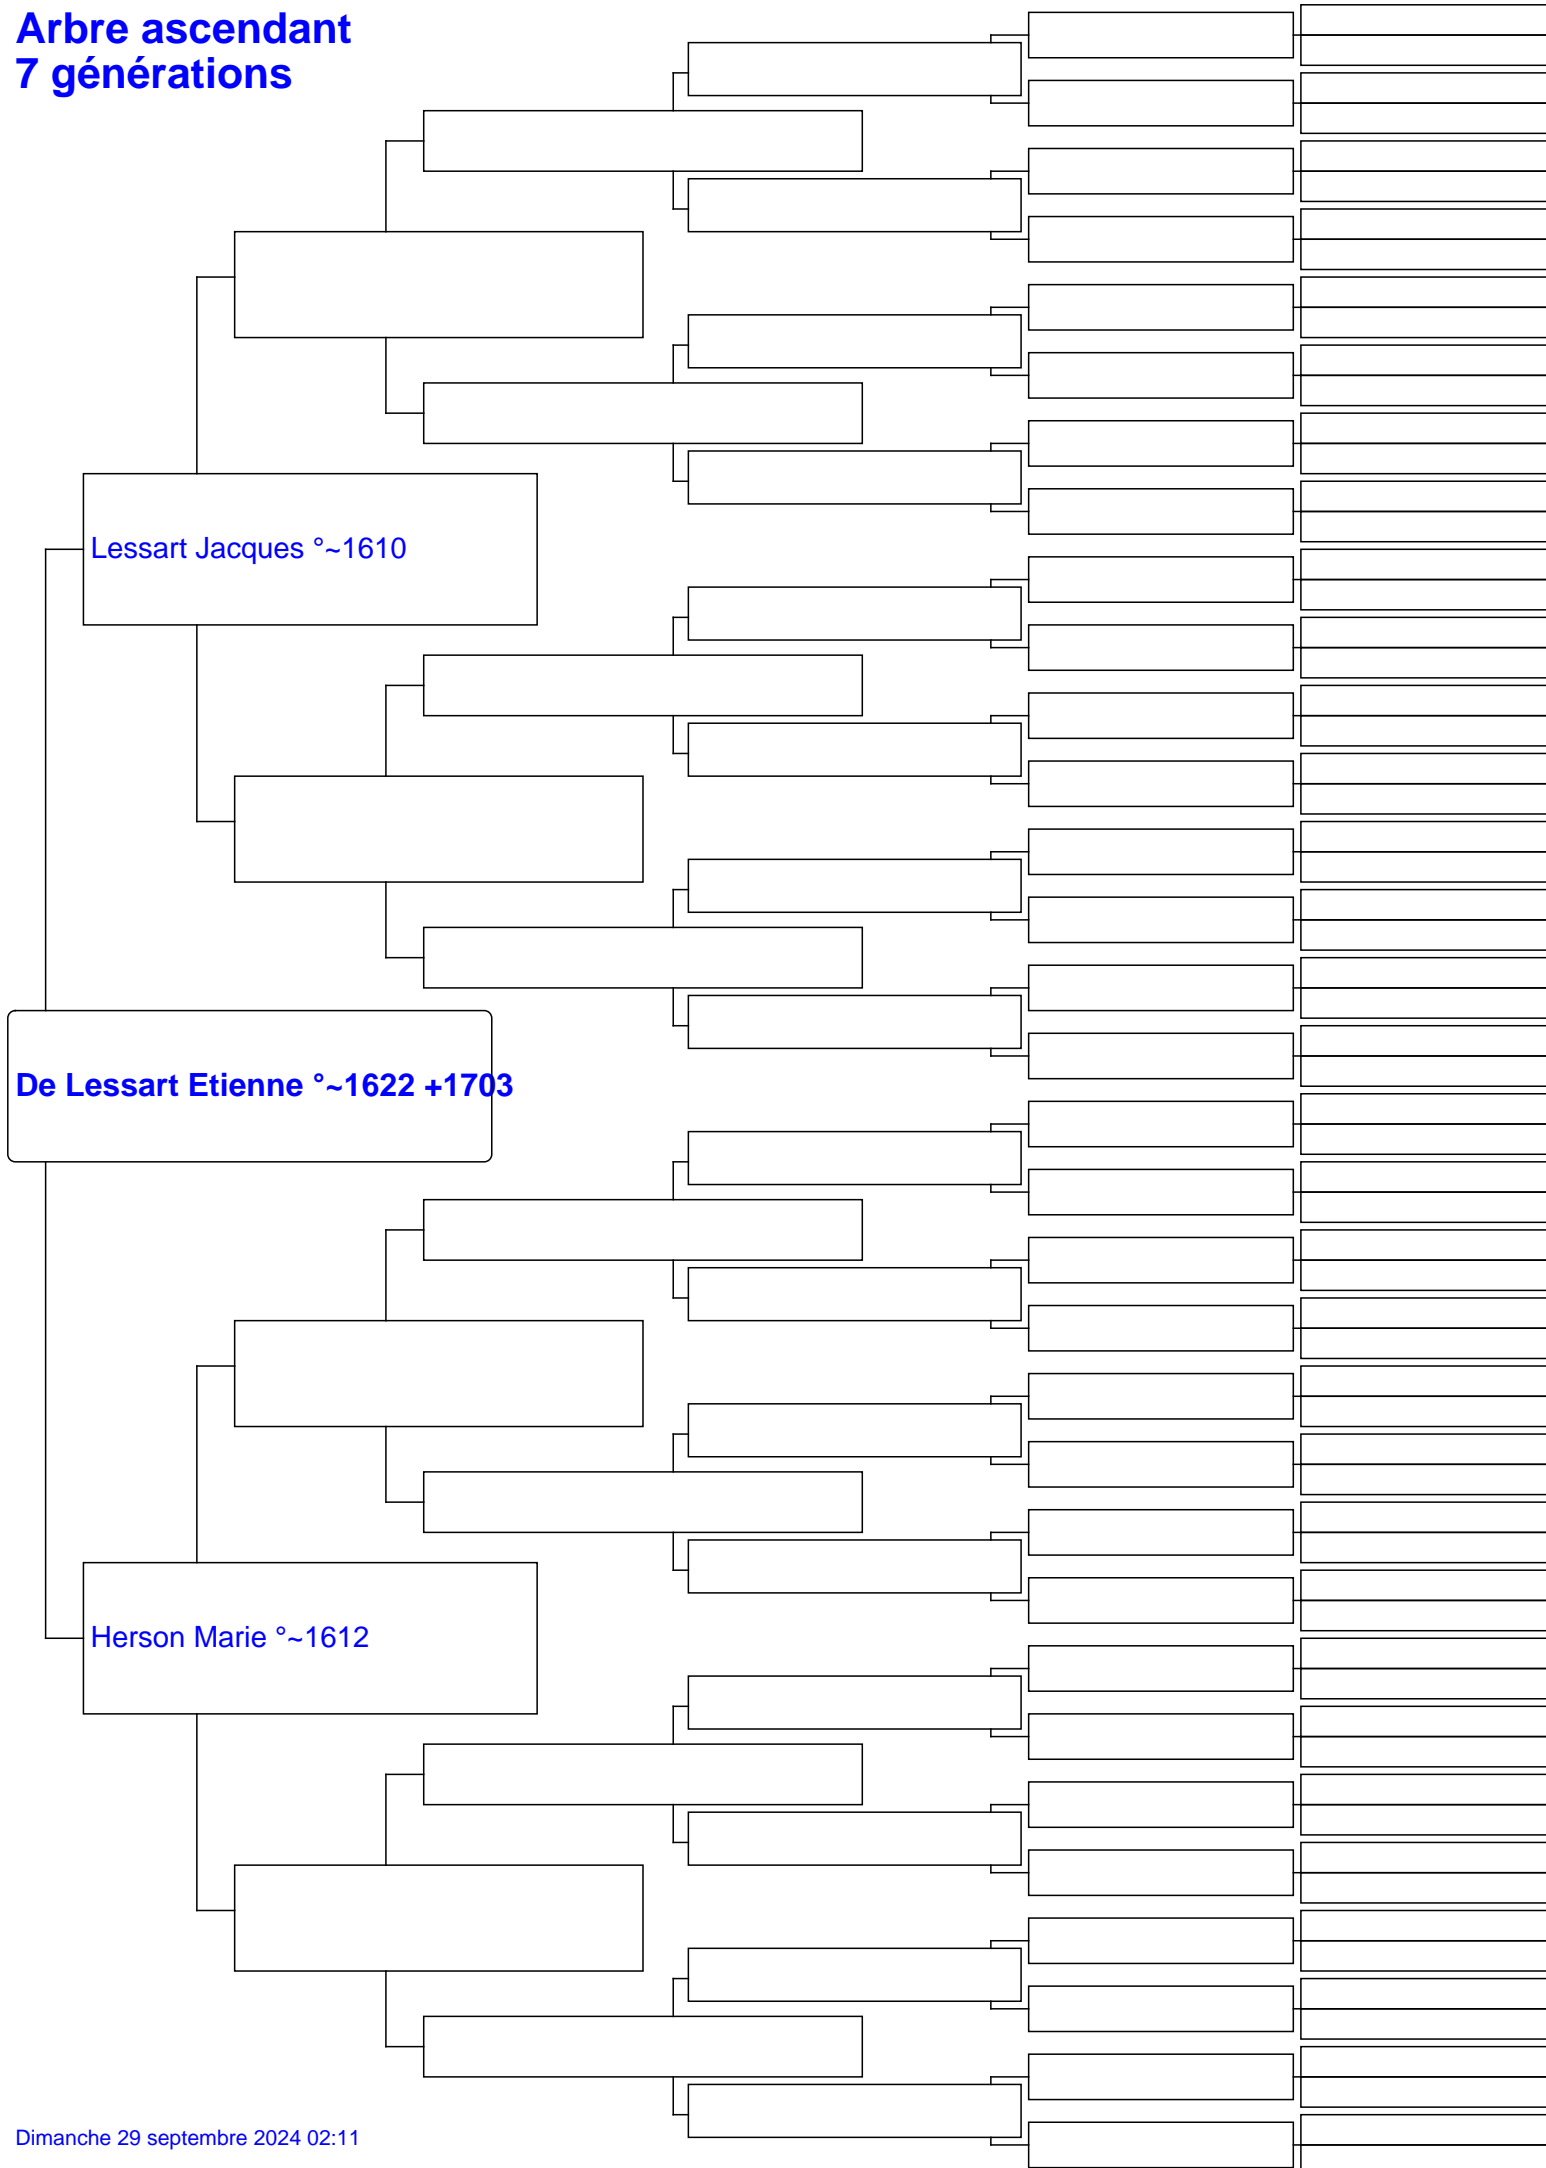 Arbre ascendant
7 générations
Lessart Jacques °~1610
De Lessart Etienne °~1622 +1703
Herson Marie °~1612
Dimanche 29 septembre 2024 02:11